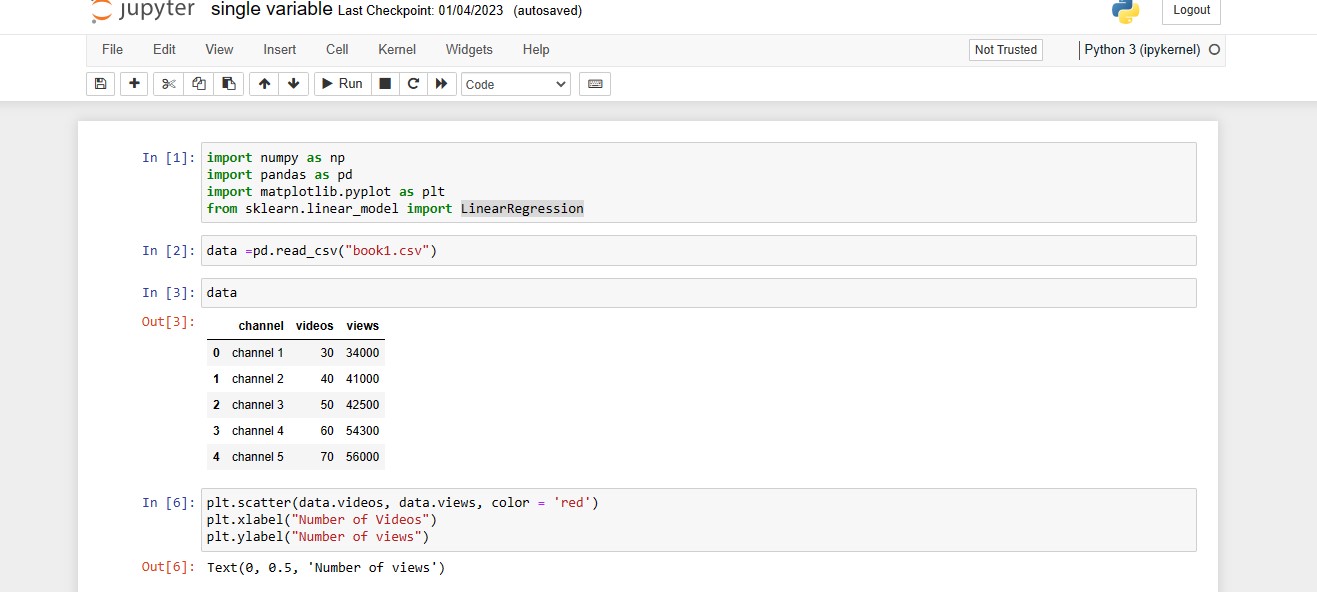 jupyter single variable Last Checkpoint: 01/04/2023 (autosaved) Logout
File Edit View Insert Cell Kernel Widgets Help Not Trusted Python 3 (ipykernel)
Run Code
In [1]: import numpy as np
import pandas as pd
import matplotlib.pyplot as plt
from sklearn.linear_model import LinearRegression
In [2]: data =pd.read_csv("book1.csv")
In [3]: data
Out[3]: channel videos views
0 channel 1 30 34000
1 channel 2 40 41000
2 channel 3 50 42500
3 channel 4 60 54300
4 channel 5 70 56000
In [6]: plt.scatter(data.videos, data.views, color = 'red')
plt.xlabel("Number of Videos")
plt.ylabel("Number of views")
Out[6]: Text(0, 0.5, 'Number of views')